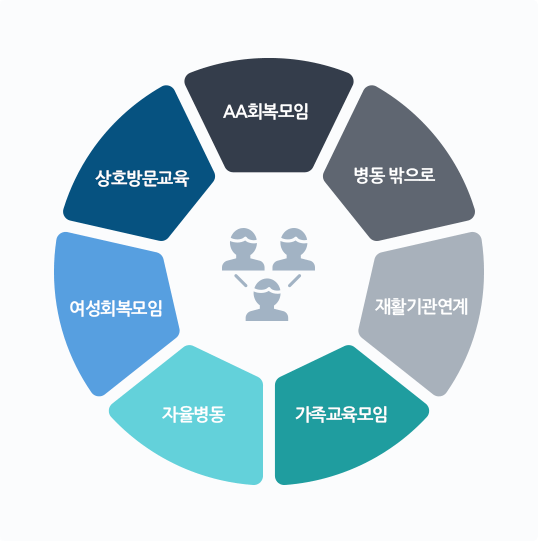 AA회복모임
병동 밖으로
재활기관연계
가족교육모임
자율병동
여성회복모임
상호방문교육